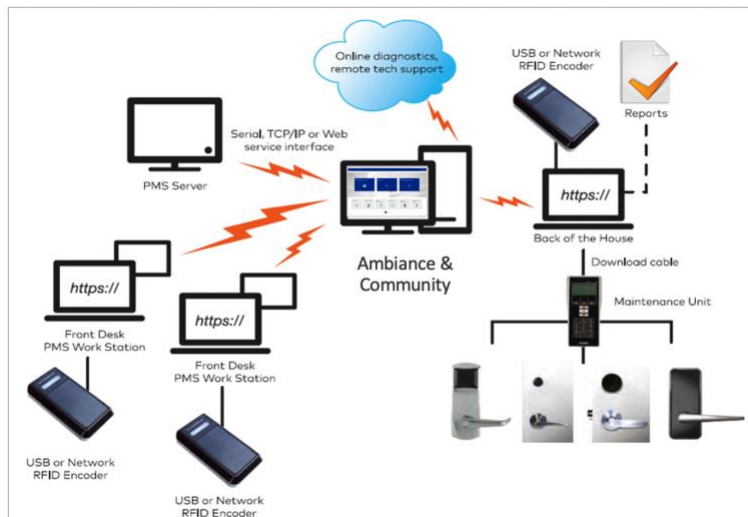 Online diagnostics,
remote tech support
USB or Network
RFID Encoder
Reports
Serial, TCP/IP or Web
service interface
PMS Server
https://
Back of the House
Ambiance &
Community
Download cable
Maintenance Unit
https://
Front Desk
PMS Work Station
https://
Front Desk
PMS Work Station
USB or Network
RFID Encoder
USB or Network
RFID Encoder